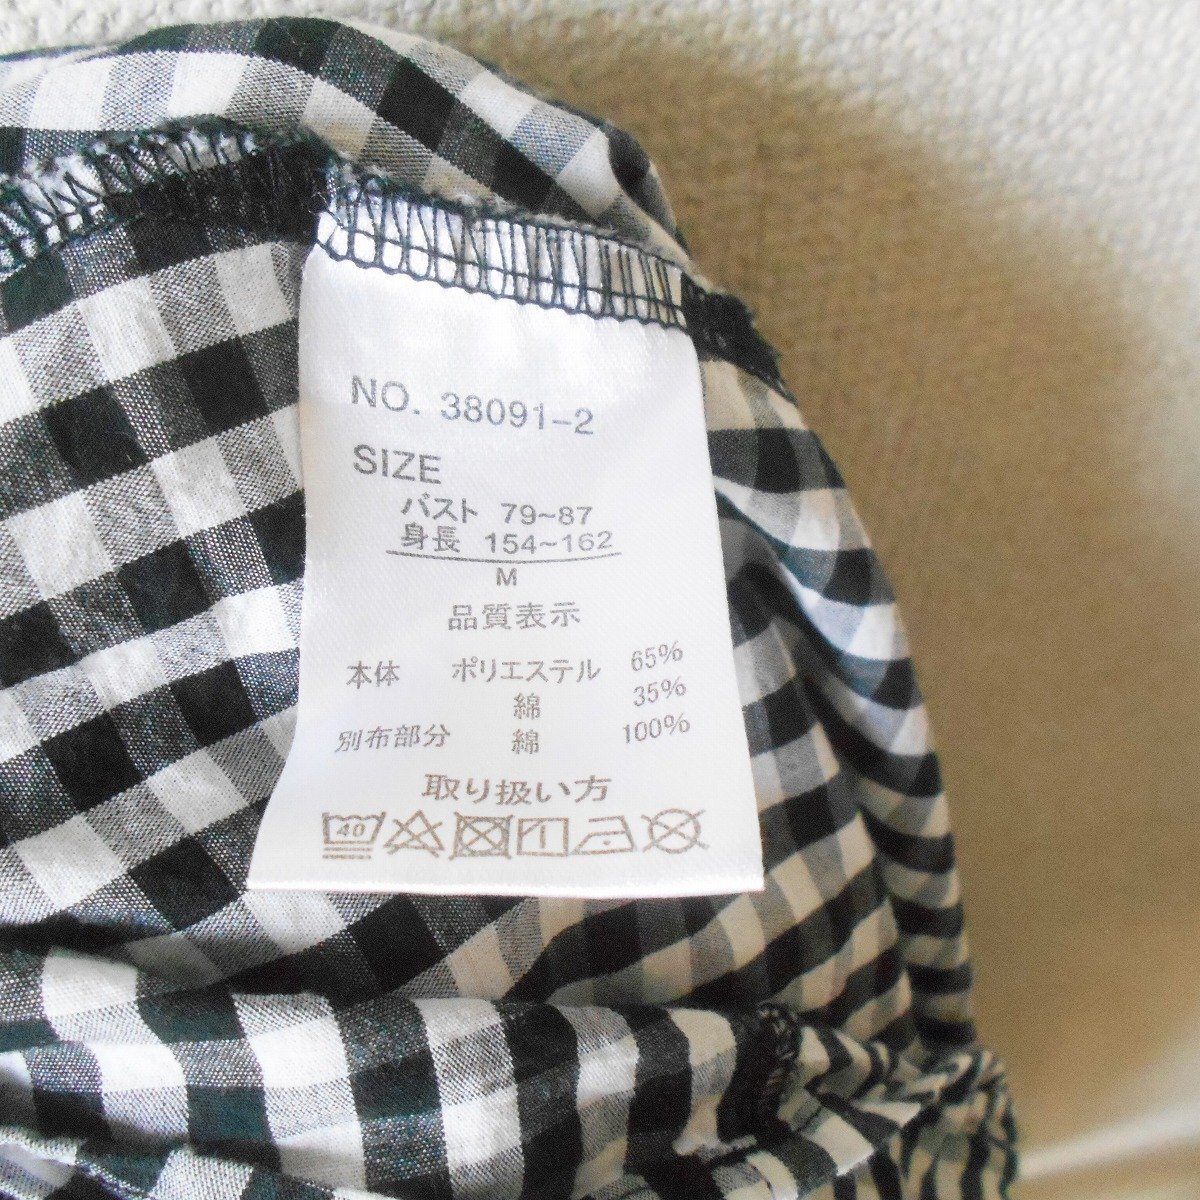 NO. 38091-2
SIZE
バスト 79~87
身長 154~162
M
品質表示
本体 ポリエステル 65%
綿 35%
別布部分 綿 100%
取り扱い方
40